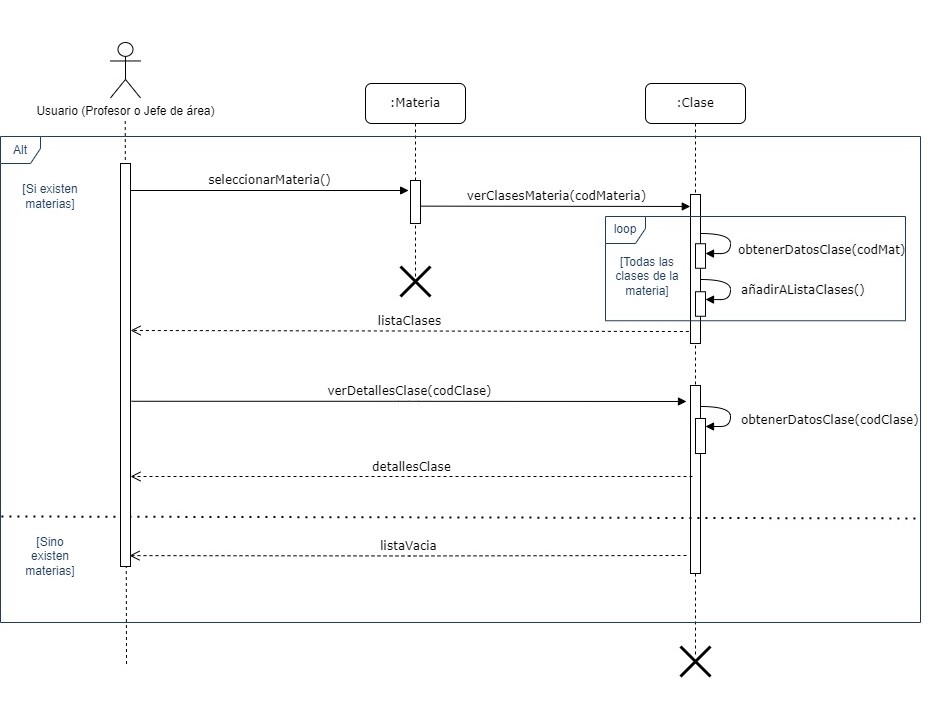 Usuario (Profesor o Jefe de área)
:Materia
:Clase
Alt
[Si existen
materias]
seleccionarMateria()
verClasesMateria(codMateria)
loop
[Todas las
clases de la
materia]
obtenerDatosClase(codMat)
añadirAListaClases()
listaClases
verDetallesClase(codClase)
obtenerDatosClase(codClase)
detallesClase
[Sino
existen
materias]
listaVacia